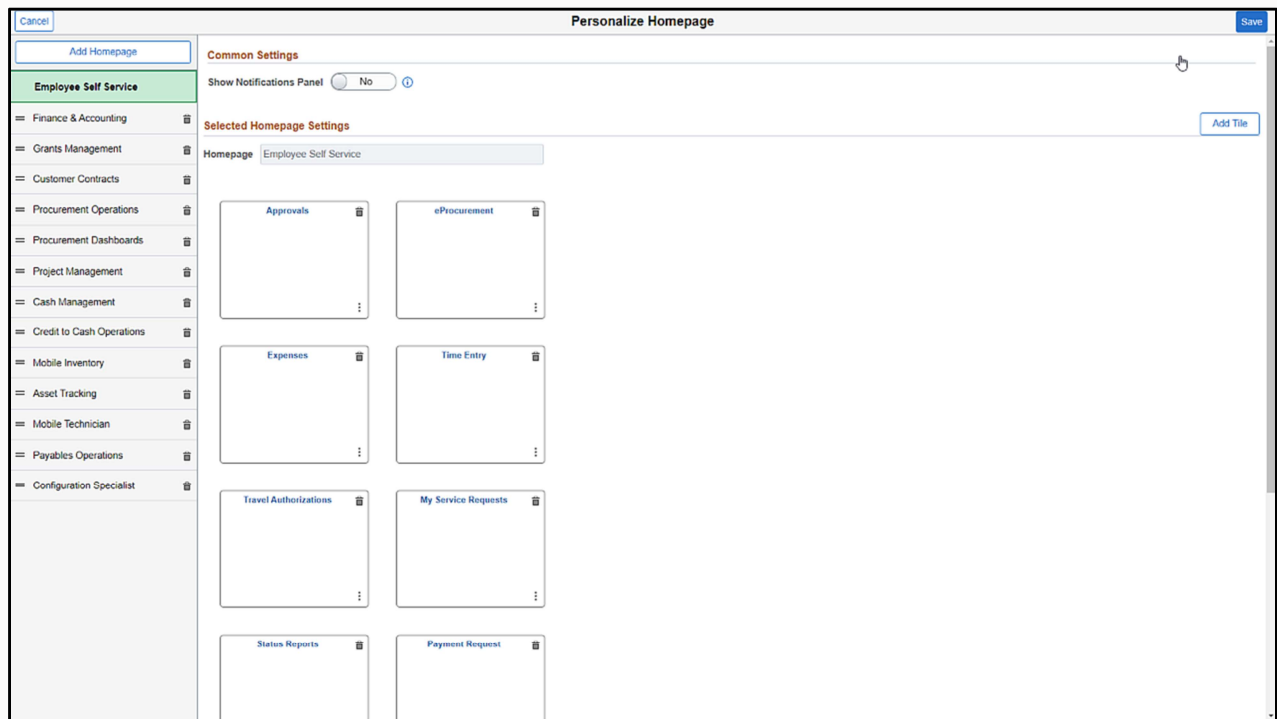 Cancel
Personalize Homepage
Save
Add Homepage
Employee Self Service
Finance & Accounting
Grants Management
Customer Contracts
Procurement Operations
Procurement Dashboards
Project Management
Cash Management
Credit to Cash Operations
Mobile Inventory
Asset Tracking
Mobile Technician
Payables Operations
Configuration Specialist
Common Settings
Show Notifications Panel No
Selected Homepage Settings
Add Tile
Homepage Employee Self Service
Approvals
eProcurement
Expenses
Time Entry
Travel Authorizations
My Service Requests
Status Reports
Payment Request